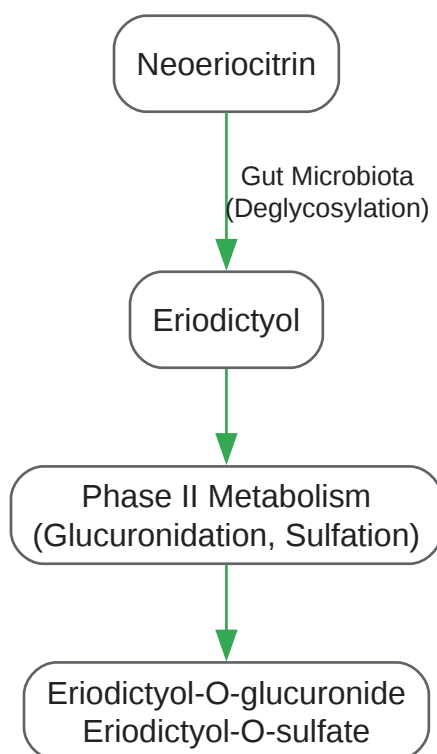 Neoeriocitrin
Gut Microbiota
(Deglycosylation)
Eriodictyol
Phase II Metabolism
(Glucuronidation, Sulfation)
Eriodictyol-O-glucuronide
Eriodictyol-O-sulfate